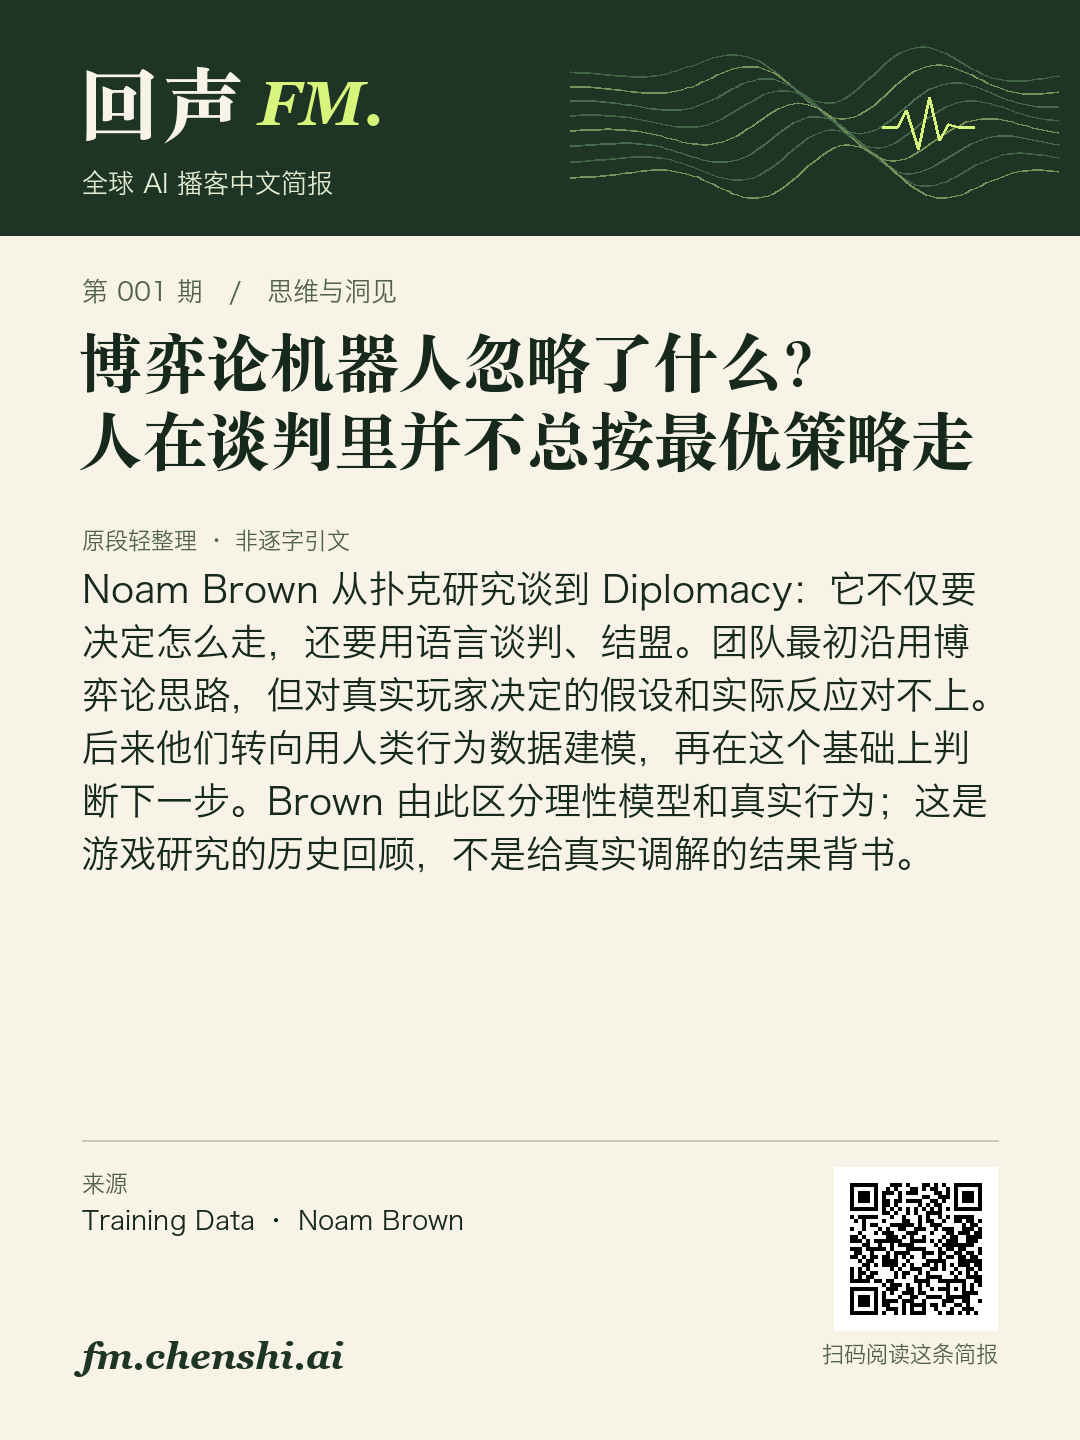 回声 FM.
全球 AI 播客中文简报
第 001 期 / 思维与洞见
博弈论机器人忽略了什么?
人在谈判里并不总按最优策略走
原段轻整理 · 非逐字引文
Noam Brown 从扑克研究谈到 Diplomacy：它不仅要
决定怎么走，还要用语言谈判、结盟。团队最初沿用博
弈论思路，但对真实玩家决定的假设和实际反应对不上。
后来他们转向用人类行为数据建模，再在这个基础上判
断下一步。Brown 由此区分理性模型和真实行为；这是
游戏研究的历史回顾，不是给真实调解的结果背书。
来源
Training Data · Noam Brown
fm.chenshi.ai
扫码阅读这条简报